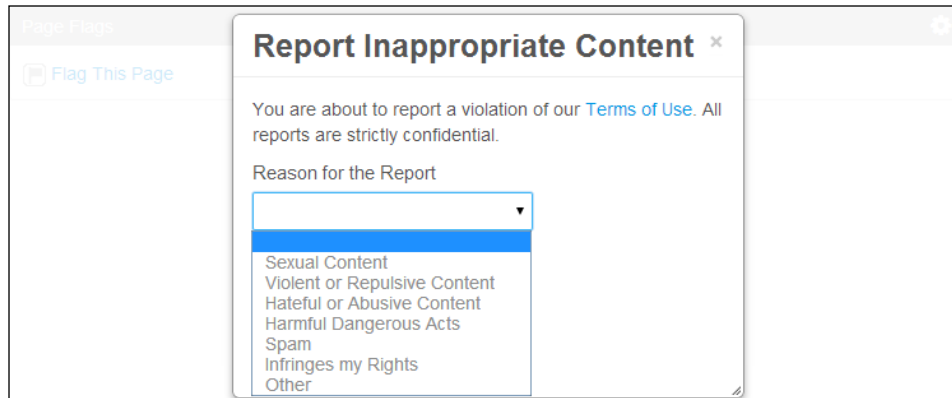 Page Flags
Flag This Page
Report Inappropriate Content ×
You are about to report a violation of our Terms of Use. All
reports are strictly confidential.
Reason for the Report
Sexual Content
Violent or Repulsive Content
Hateful or Abusive Content
Harmful Dangerous Acts
Spam
Infringes my Rights
Other